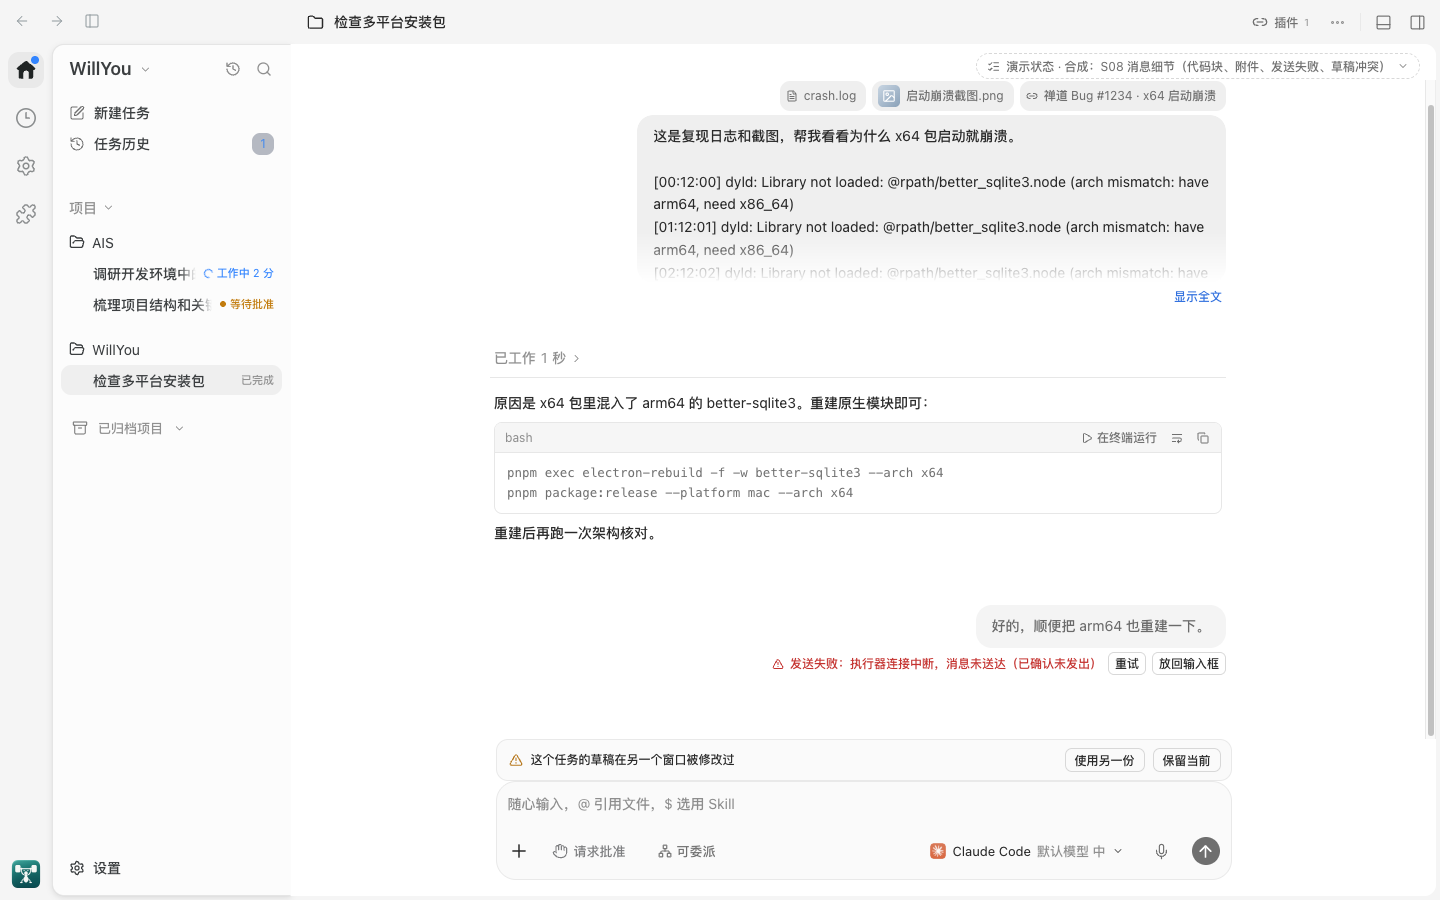 检查多平台安装包
插件 1
WillYou
演示状态 · 合成：S08 消息细节（代码块、附件、发送失败、草稿冲突）
新建任务
任务历史 1
项目
AIS
调研开发环境中 工作中 2 分
梳理项目结构和关 等待批准
WillYou
检查多平台安装包 已完成
已归档项目
设置
crash.log
启动崩溃截图.png
禅道 Bug #1234 · x64 启动崩溃
这是复现日志和截图，帮我看看为什么 x64 包启动就崩溃。
[00:12:00] dyld: Library not loaded: @rpath/better_sqlite3.node (arch mismatch: have
arm64, need x86_64)
[01:12:01] dyld: Library not loaded: @rpath/better_sqlite3.node (arch mismatch: have
arm64, need x86_64)
[02:12:02] dyld: Library not loaded: @rpath/better_sqlite3.node (arch mismatch: have
显示全文
已工作 1 秒
原因是 x64 包里混入了 arm64 的 better-sqlite3。重建原生模块即可：
bash
在终端运行
pnpm exec electron-rebuild -f -w better-sqlite3 --arch x64
pnpm package:release --platform mac --arch x64
重建后再跑一次架构核对。
好的，顺便把 arm64 也重建一下。
发送失败：执行器连接中断，消息未送达（已确认未发出） 重试 放回输入框
这个任务的草稿在另一个窗口被修改过 使用另一份 保留当前
随心输入，@ 引用文件，$ 选用 Skill
请求批准 可委派 Claude Code 默认模型 中